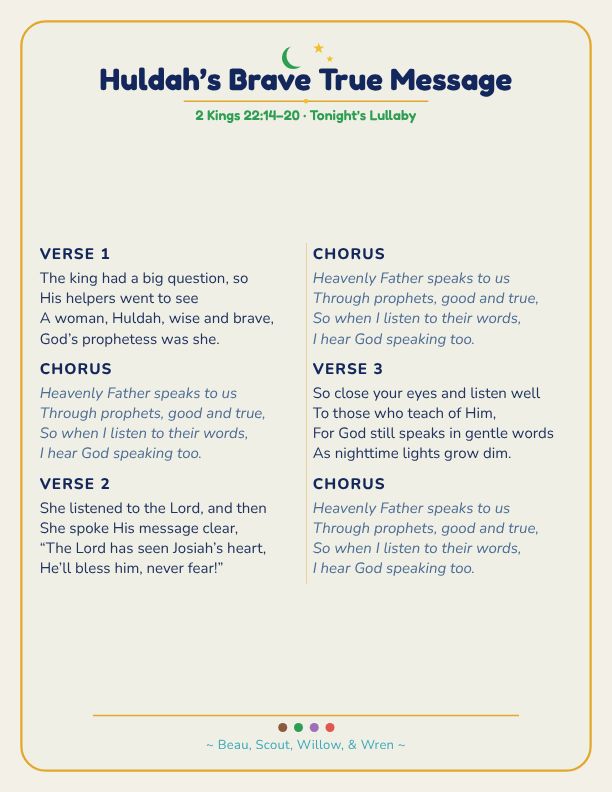 Huldah’s Brave True Message
2 Kings 22:14–20 · Tonight’s Lullaby
VERSE 1
The king had a big question, so
His helpers went to see
A woman, Huldah, wise and brave,
God’s prophetess was she.
CHORUS
Heavenly Father speaks to us
Through prophets, good and true,
So when I listen to their words,
I hear God speaking too.
VERSE 2
She listened to the Lord, and then
She spoke His message clear,
“The Lord has seen Josiah’s heart,
He’ll bless him, never fear!”
CHORUS
Heavenly Father speaks to us
Through prophets, good and true,
So when I listen to their words,
I hear God speaking too.
VERSE 3
So close your eyes and listen well
To those who teach of Him,
For God still speaks in gentle words
As nighttime lights grow dim.
CHORUS
Heavenly Father speaks to us
Through prophets, good and true,
So when I listen to their words,
I hear God speaking too.
~ Beau, Scout, Willow, & Wren ~